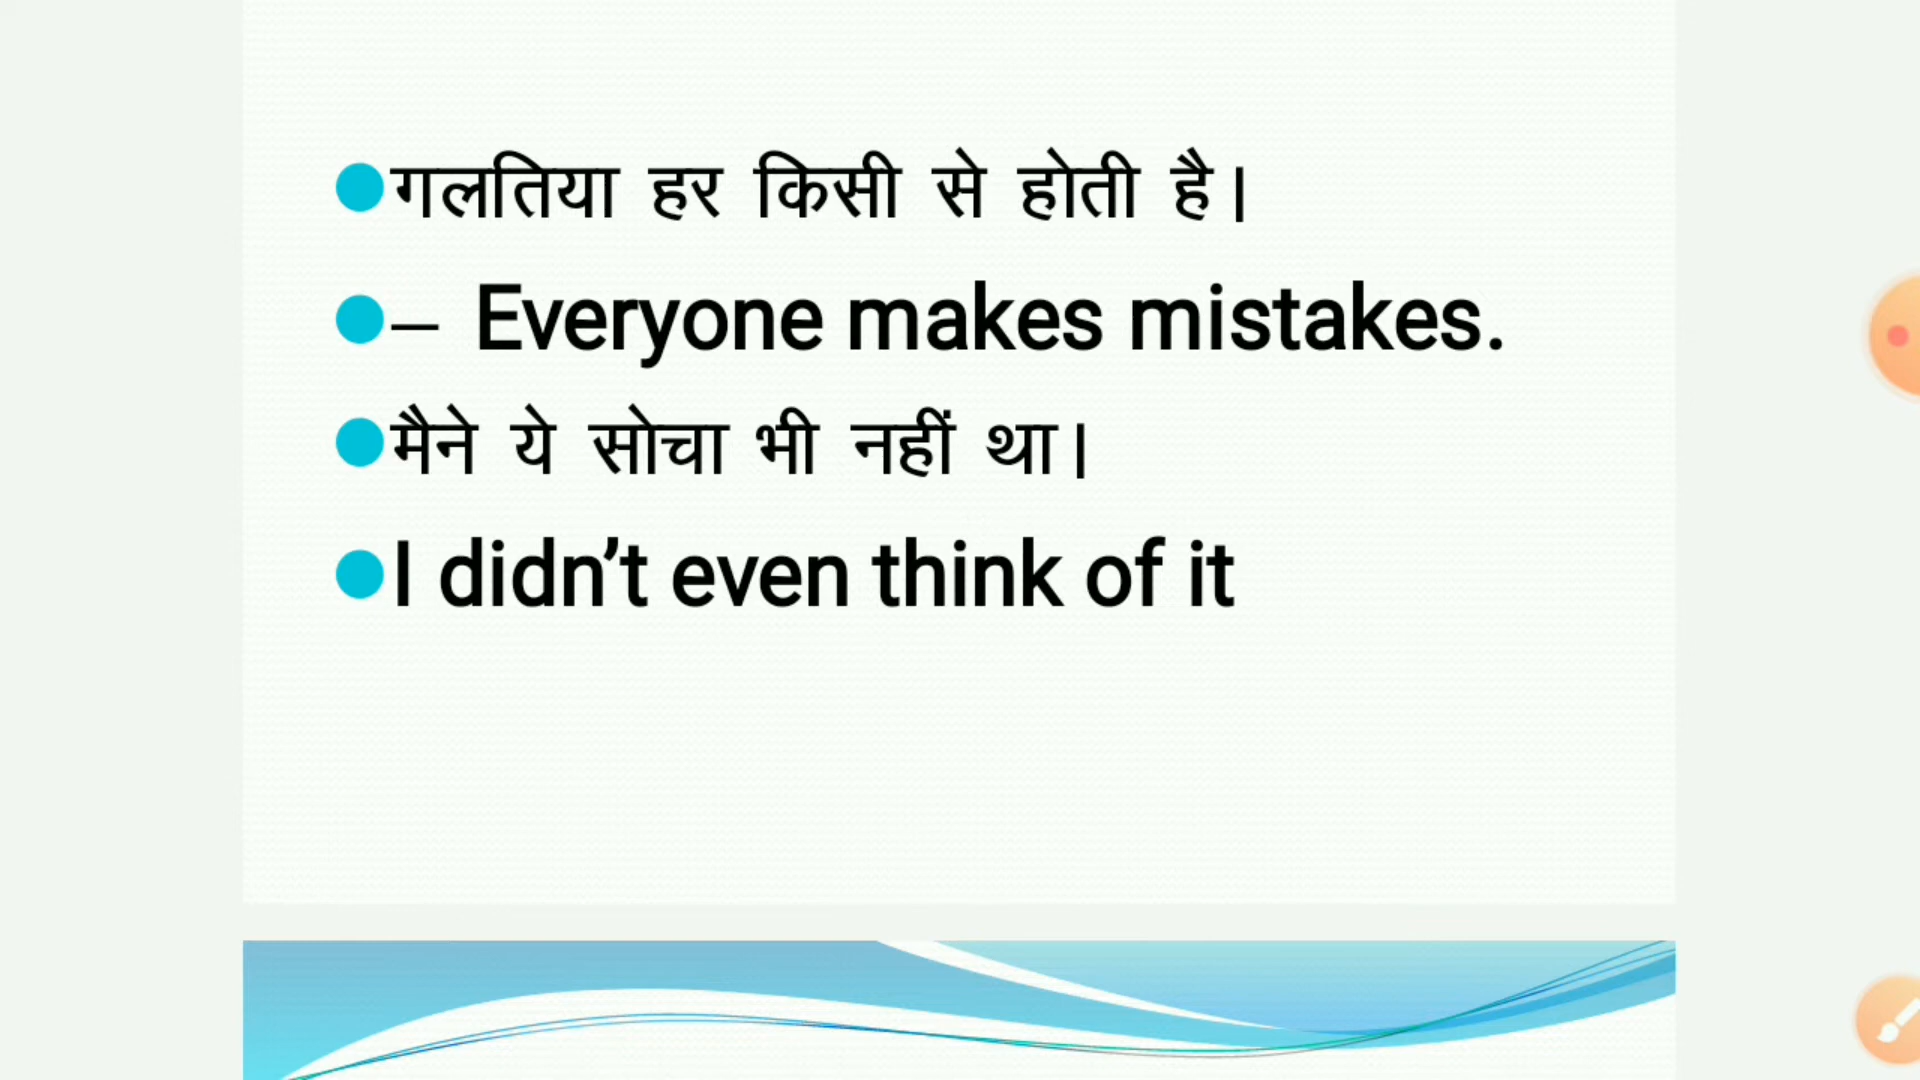 गलतिया हर किसी से होती है।
– Everyone makes mistakes.
मैने ये सोचा भी नहीं था।
I didn’t even think of it